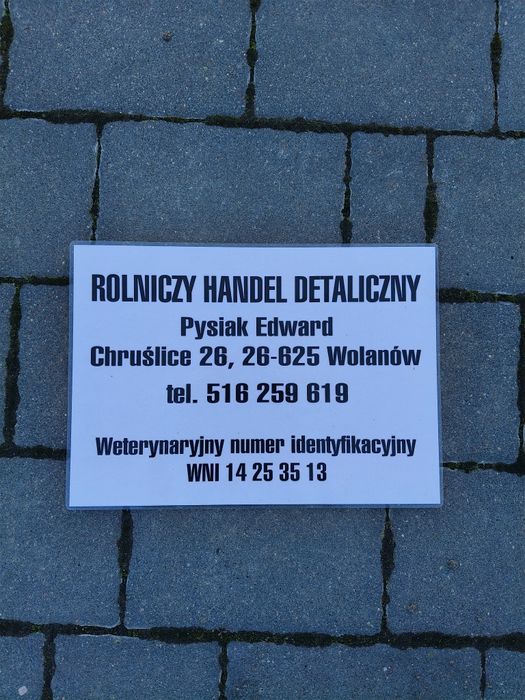 ROLNICZY HANDEL DETALICZNY
Pysiak Edward
Chruślice 26, 26-625 Wolanów
tel. 516 259 619
Weterynaryjny numer identyfikacyjny
WNI 14 25 35 13